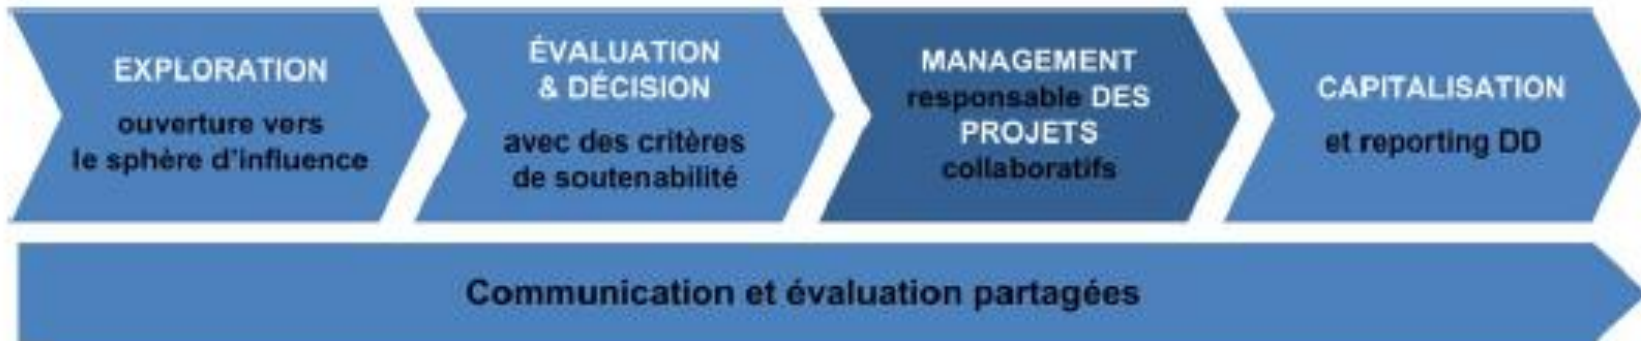 EXPLORATION
ouverture vers
le sphère d'influence
ÉVALUATION
& DÉCISION
avec des critères
de soutenabilité
MANAGEMENT
responsable DES
PROJETS
collaboratifs
CAPITALISATION
et reporting DD
Communication et évaluation partagées